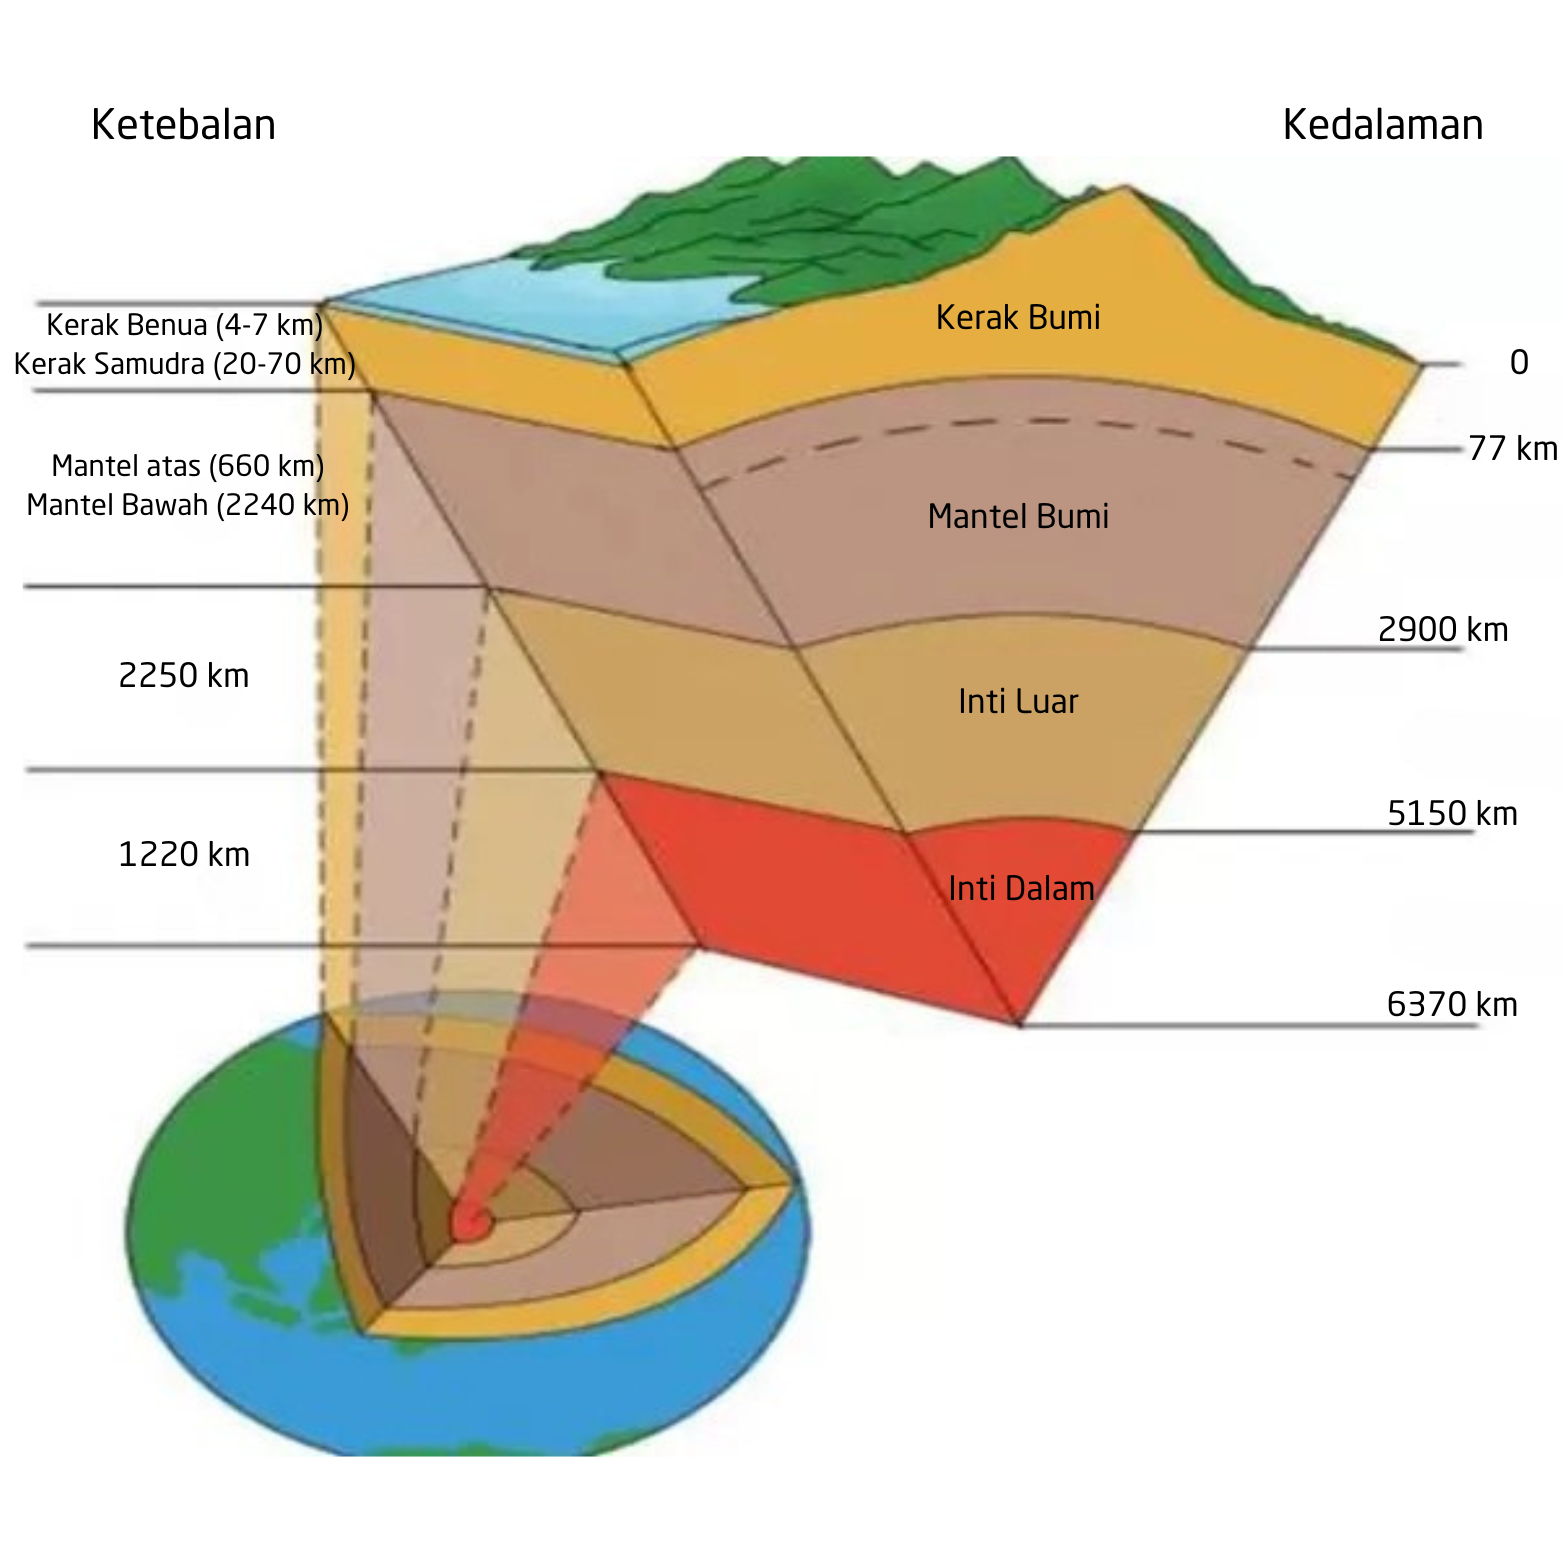 Ketebalan
Kedalaman
Kerak Benua (4-7 km)
Kerak Samudra (20-70 km)
Kerak Bumi
0
77 km
Mantel atas (660 km)
Mantel Bawah (2240 km)
Mantel Bumi
2900 km
2250 km
Inti Luar
5150 km
1220 km
Inti Dalam
6370 km